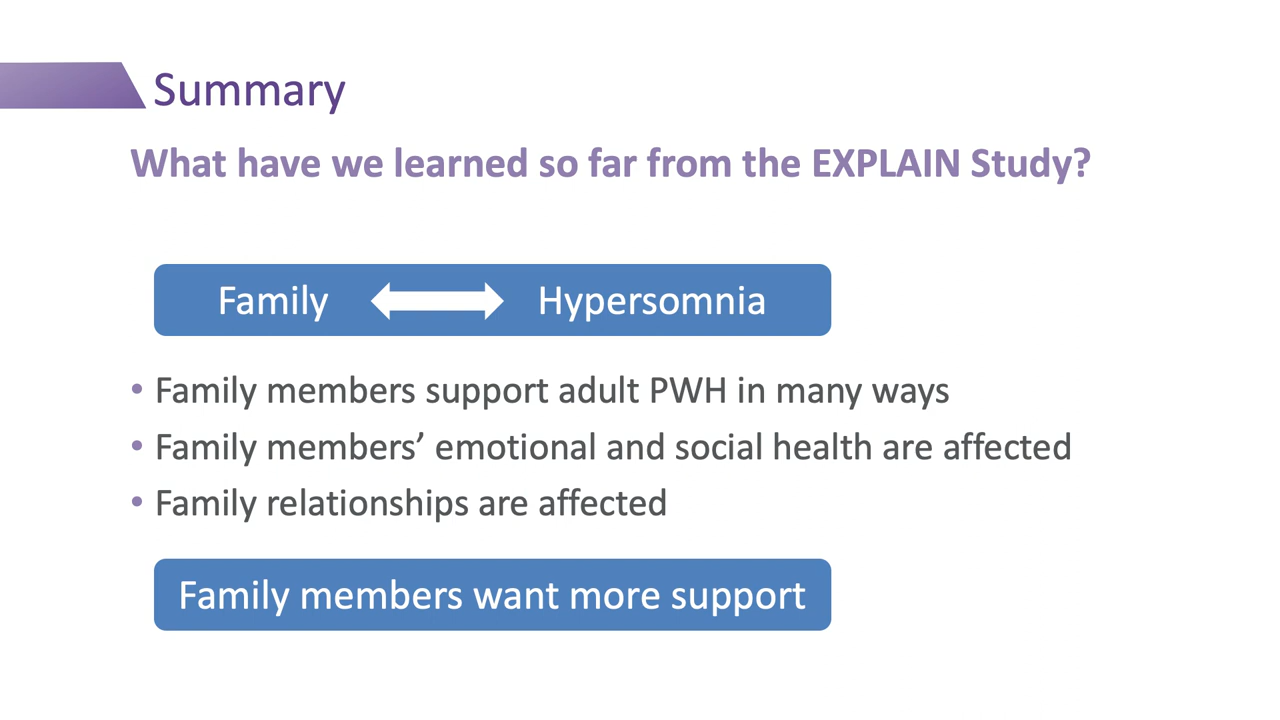 Summary
What have we learned so far from the EXPLAIN Study?
Family Hypersomnia
• Family members support adult PWH in many ways
• Family members’ emotional and social health are affected
• Family relationships are affected
Family members want more support